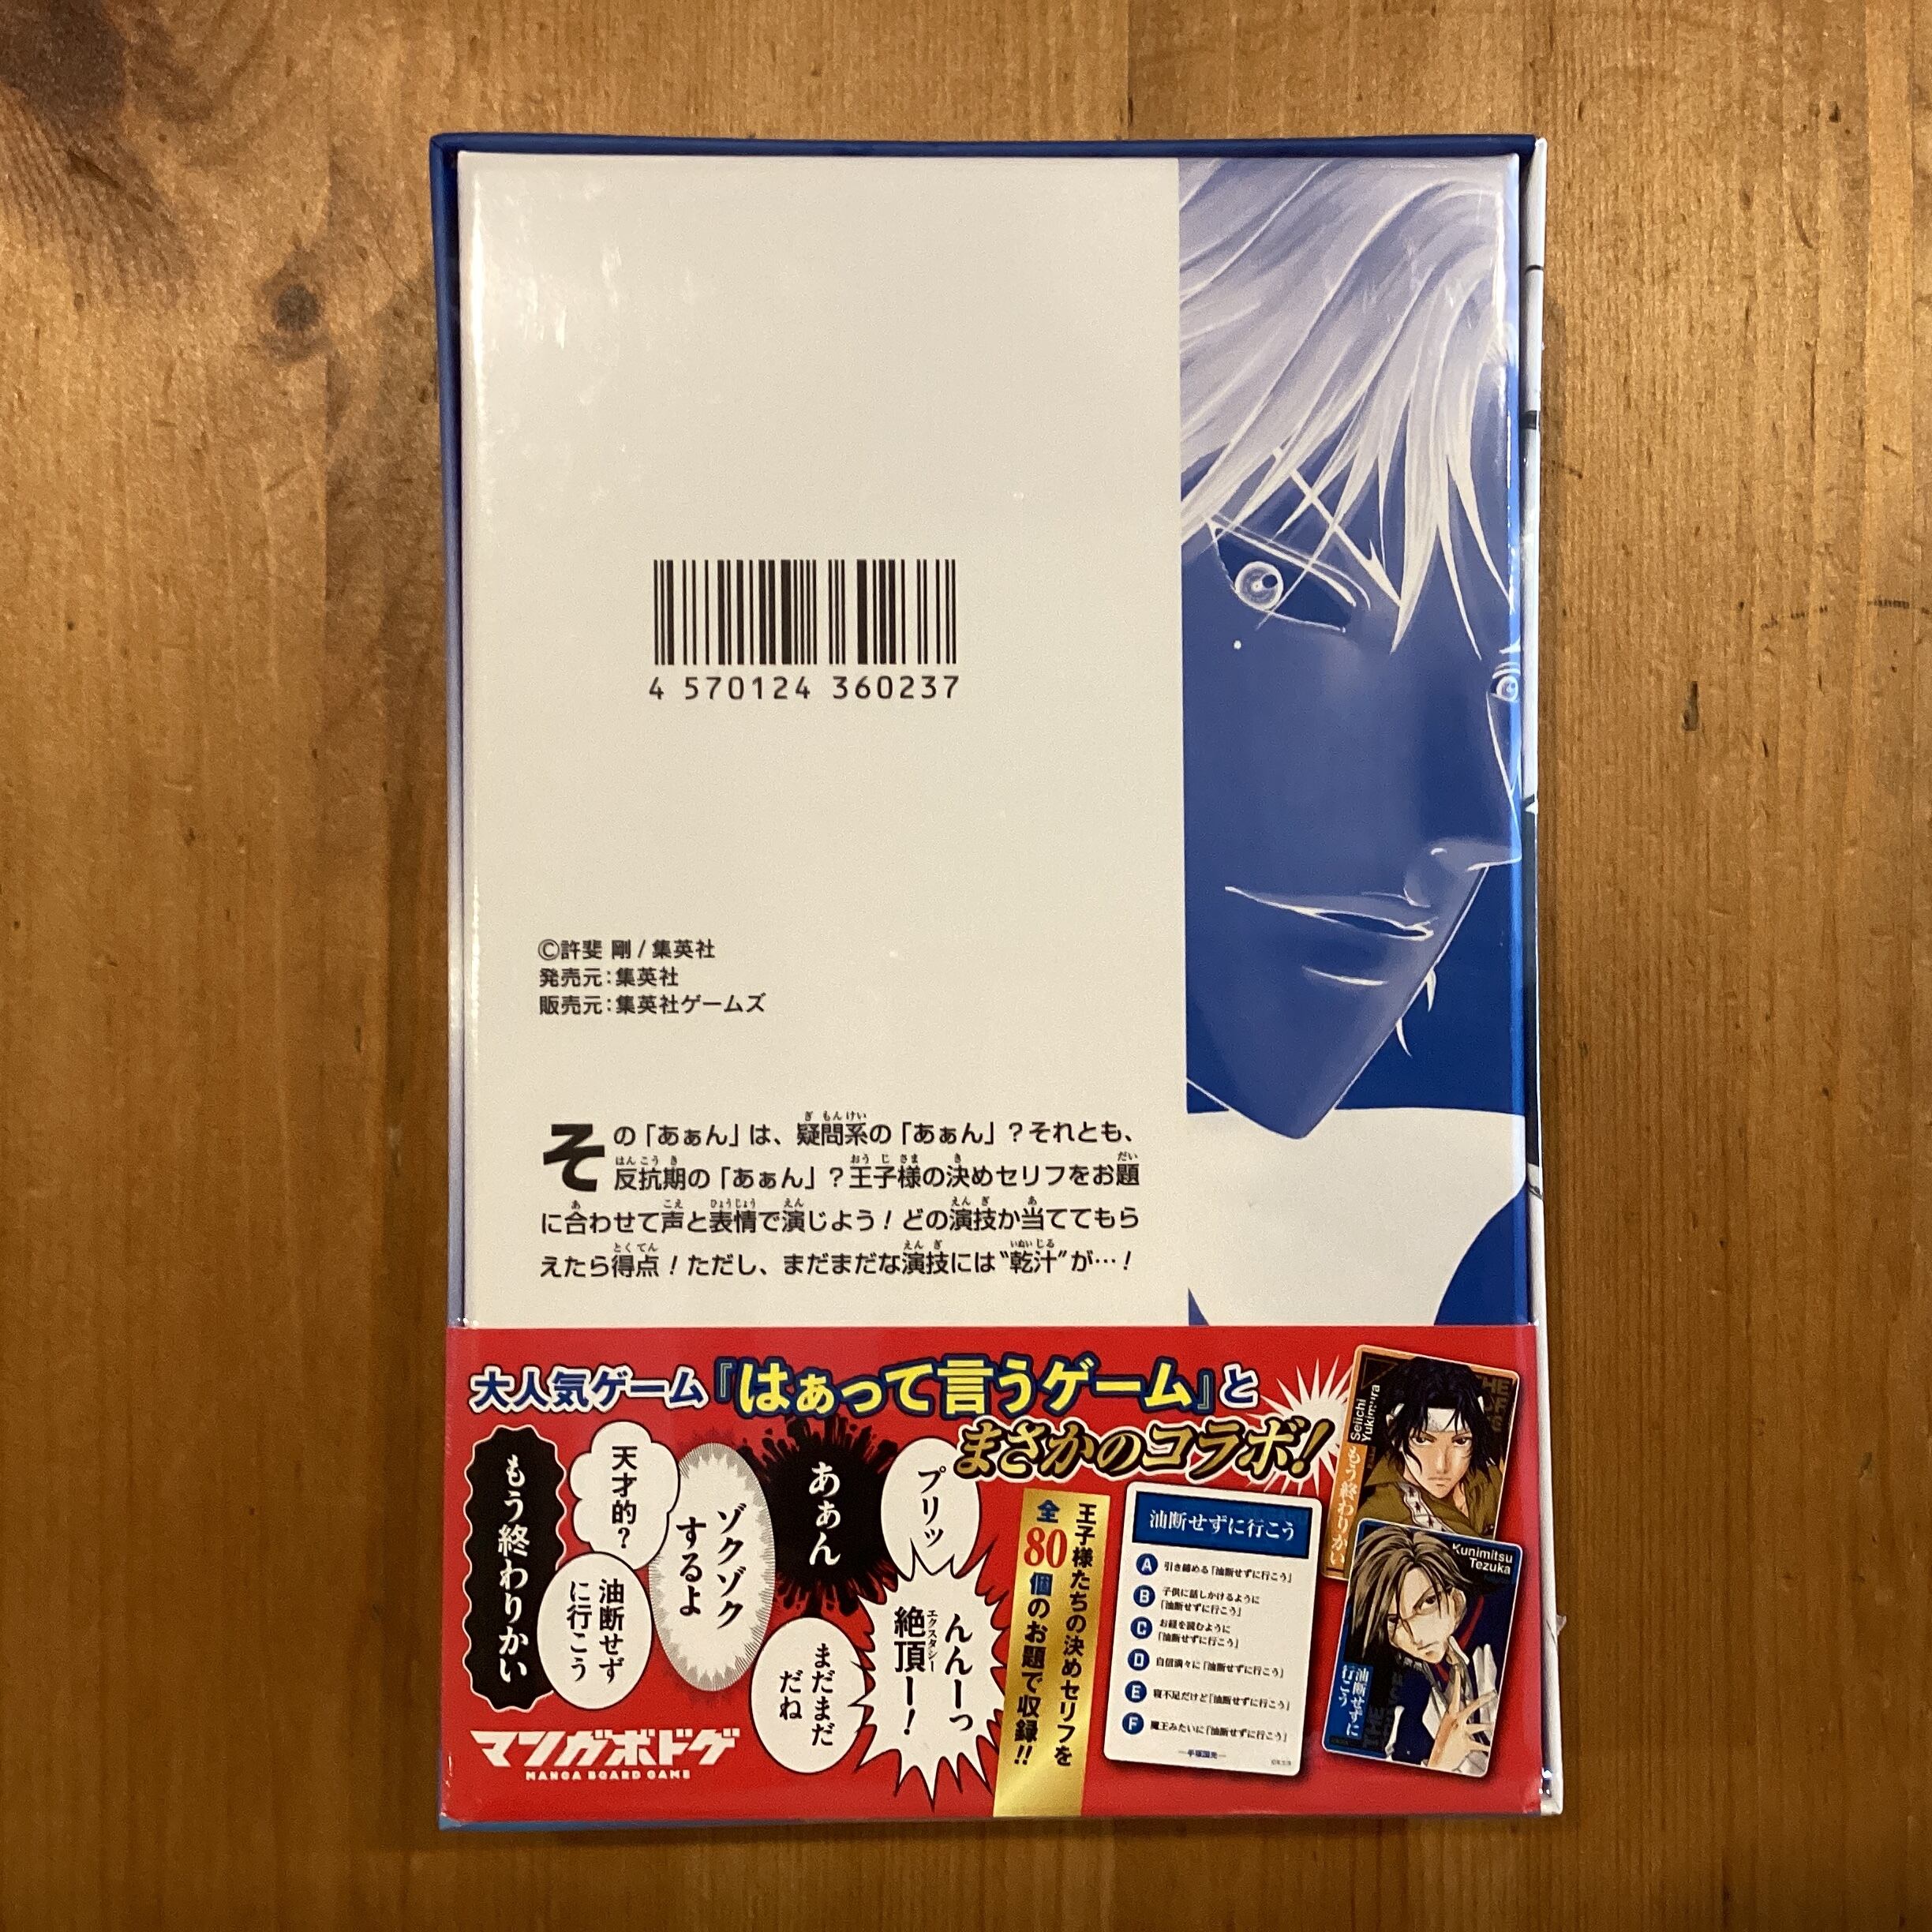 4 570124 360237
©許斐 剛/集英社
発売元:集英社
販売元:集英社ゲームズ
その「あぁん」は、疑問系の「あぁん」?それとも、
反抗期の「あぁん」?王子様の決めセリフをお題
に合わせて声と表情で演じよう!どの演技か当ててもら
えたら得点!ただし、まだまだな演技には“乾汁”が…!
大人気ゲーム『はぁって言うゲーム』と
まさかのコラボ!
もう終わりかい
天才的?
油断せず
に行こう
ゾクゾク
するよ
あぁん
まだまだ
だね
プリッ
んんーっ
絶頂ー!
エクスタシー
王子様たちの決めセリフを
全80個のお題で収録!!
油断せずに行こう
A 引き締める「油断せずに行こう」
B 子供に話しかけるように
「油断せずに行こう」
C お経を読むように
「油断せずに行こう」
D 自信満々に「油断せずに行こう」
E 寝不足だけど「油断せずに行こう」
F 魔王みたいに「油断せずに行こう」
—手塚国光—
Seiichi
Yukimura
もう終わりかい
Kunimitsu
Tezuka
油断せずに
行こう
マンガボドゲ
MANGA BOARD GAME